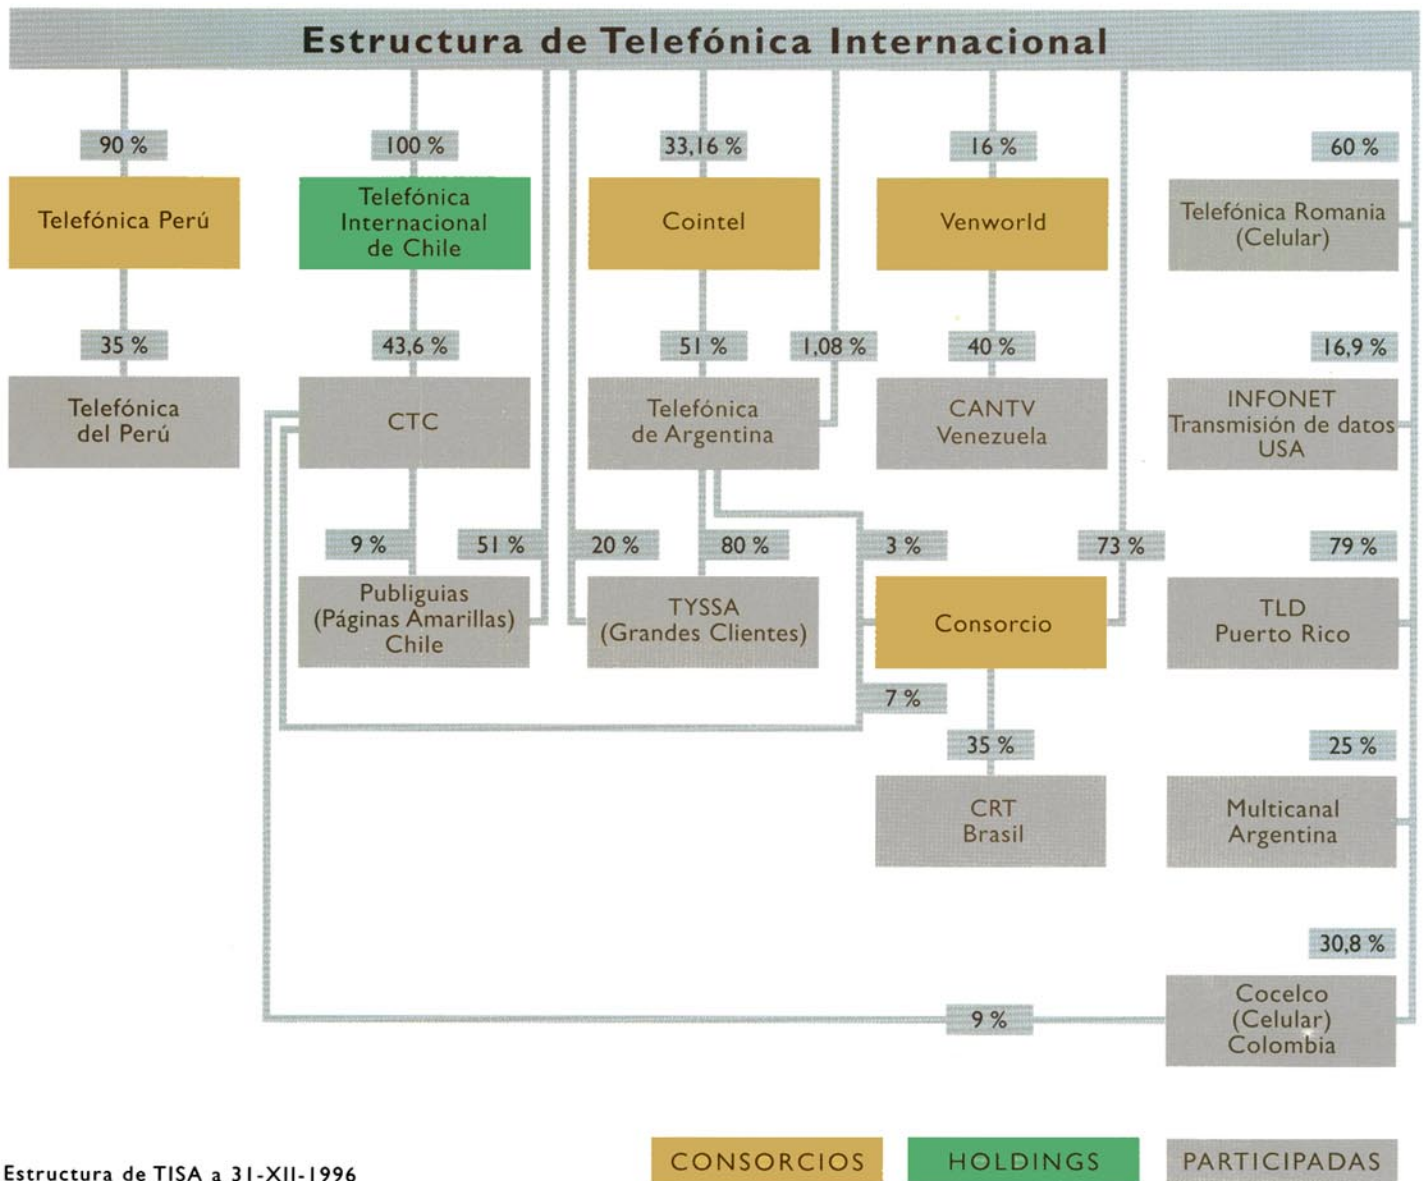 Estructura de Telefónica Internacional
90 %
100 %
33,16 %
16 %
60 %
Telefónica Perú
Telefónica
Internacional
de Chile
Cointel
Venworld
Telefónica Romania
(Celular)
35 %
43,6 %
51 %
1,08 %
40 %
16,9 %
Telefónica
del Perú
CTC
Telefónica
de Argentina
CANTV
Venezuela
INFONET
Transmisión de datos
USA
9 %
51 %
20 %
80 %
3 %
73 %
79 %
Publiguias
(Páginas Amarillas)
Chile
TYSSA
(Grandes Clientes)
Consorcio
TLD
Puerto Rico
7 %
35 %
25 %
CRT
Brasil
Multicanal
Argentina
30,8 %
9 %
Cocelco
(Celular)
Colombia
Estructura de TISA a 31-XII-1996
CONSORCIOS
HOLDINGS
PARTICIPADAS